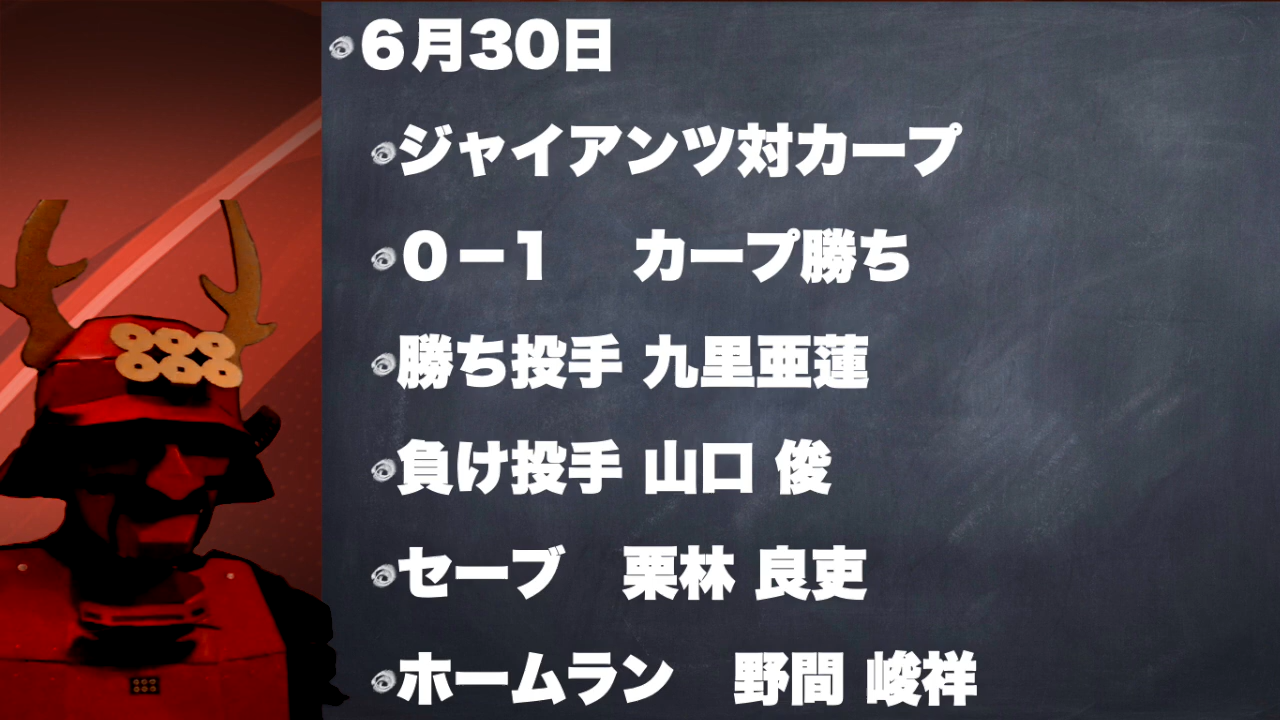 ６月30日
ジャイアンツ対カープ
０－１　カープ勝ち
勝ち投手 九里亜蓮
負け投手 山口 俊
セーブ　栗林 良吏
ホームラン　野間 峻祥